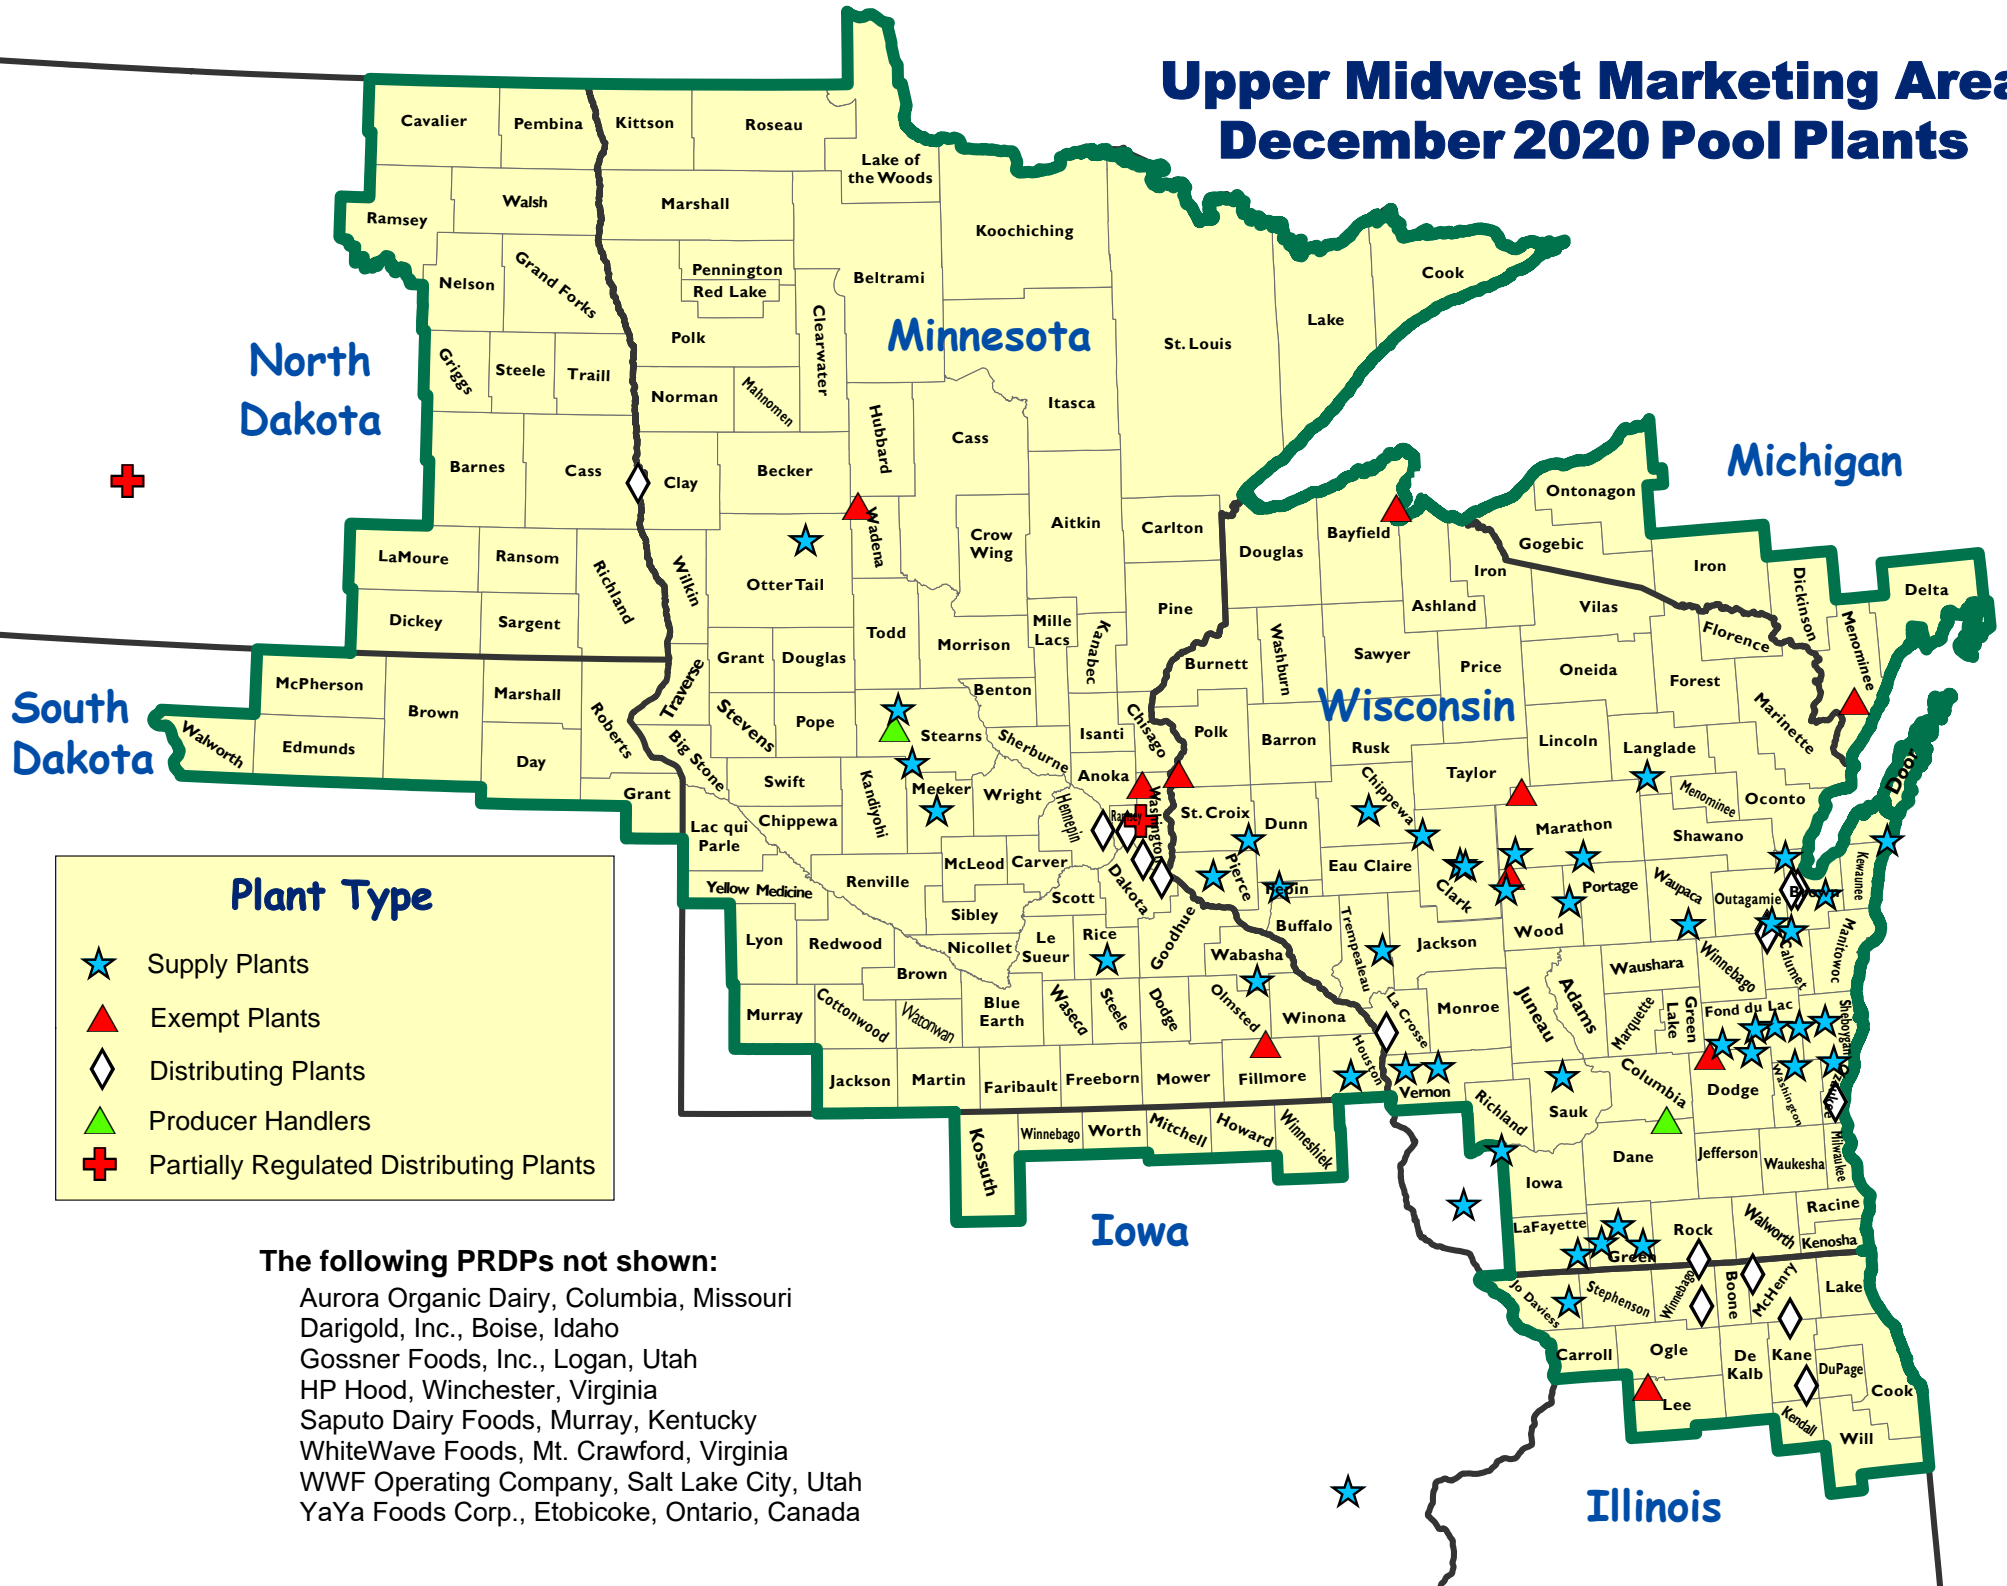 Upper Midwest Marketing Area
December 2020 Pool Plants
Cavalier
Pembina
Kittson
Roseau
Lake of
the Woods
Ramsey
Walsh
Marshall
Koochiching
Nelson
Grand Forks
Pennington
Red Lake
Beltrami
Cook
Lake
Polk
Clearwater
Minnesota
St. Louis
North
Dakota
Griggs
Steele
Traill
Norman
Mahnomen
Hubbard
Itasca
Cass
Michigan
Barnes
Cass
Clay
Becker
Wadena
Crow
Wing
Aitkin
Carlton
Douglas
Bayfield
Ontonagon
Gogebic
Iron
Iron
Dickinson
Delta
LaMoure
Ransom
Richland
Wilkin
Otter Tail
Ashland
Vilas
Menominee
Dickey
Sargent
Todd
Morrison
Mille
Lacs
Kanabec
Pine
Florence
McPherson
Marshall
Brown
Roberts
Traverse
Grant
Douglas
Benton
Burnett
Washburn
Sawyer
Price
Oneida
Forest
Marinette
South
Dakota
Walworth
Edmunds
Day
Big Stone
Stevens
Pope
Stearns
Sherburne
Isanti
Chisago
Polk
Barron
Wisconsin
Rusk
Lincoln
Langlade
Door
Grant
Swift
Kandiyohi
Meeker
Wright
Anoka
Hennepin
Ramsey
Washington
St. Croix
Dunn
Chippewa
Taylor
Marathon
Menominee
Oconto
Shawano
Lac qui
Parle
Chippewa
Yellow Medicine
Renville
McLeod
Carver
Scott
Dakota
Pierce
Pepin
Eau Claire
Clark
Portage
Waupaca
Outagamie
Brown
Kewaunee
Plant Type
Supply Plants
Exempt Plants
Distributing Plants
Producer Handlers
Partially Regulated Distributing Plants
Lyon
Redwood
Sibley
Nicollet
Brown
Le
Sueur
Rice
Goodhue
Wabasha
Buffalo
Trempealeau
Jackson
Wood
Waushara
Winnebago
Calumet
Manitowoc
Murray
Cottonwood
Watonwan
Blue
Earth
Waseca
Steele
Dodge
Olmsted
Winona
La Crosse
Monroe
Juneau
Adams
Marquette
Green
Lake
Fond du Lac
Sheboygan
Jackson
Martin
Faribault
Freeborn
Mower
Fillmore
Houston
Vernon
Richland
Sauk
Columbia
Dodge
Washington
Ozaukee
Kossuth
Winnebago
Worth
Mitchell
Howard
Winneshiek
Iowa
Dane
Jefferson
Waukesha
Milwaukee
Iowa
LaFayette
Green
Rock
Walworth
Racine
Kenosha
Jo Daviess
Stephenson
Winnebago
Boone
McHenry
Lake
Carroll
Ogle
De
Kalb
Kane
DuPage
Cook
Lee
Kendall
Will
Illinois
The following PRDPs not shown:
Aurora Organic Dairy, Columbia, Missouri
Darigold, Inc., Boise, Idaho
Gossner Foods, Inc., Logan, Utah
HP Hood, Winchester, Virginia
Saputo Dairy Foods, Murray, Kentucky
WhiteWave Foods, Mt. Crawford, Virginia
WWF Operating Company, Salt Lake City, Utah
YaYa Foods Corp., Etobicoke, Ontario, Canada